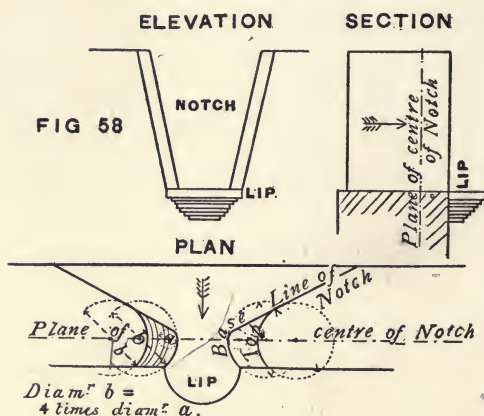 ELEVATION
SECTION
NOTCH
FIG 58
LIP.
Plane of centre
of Notch
LIP
PLAN
Base Line of
Top Notch
Plane of centre of Notch
a
b
LIP
Diamr b =
4 times diamr a.